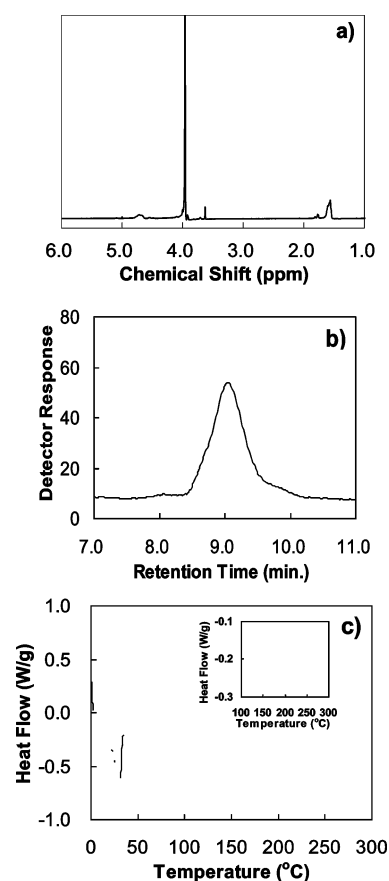 a)
6.0 5.0 4.0 3.0 2.0 1.0
Chemical Shift (ppm)
b)
Detector Response
80
60
40
20
0
7.0 8.0 9.0 10.0 11.0
Retention Time (min.)
c)
Heat Flow (W/g)
1.0
0.5
0.0
-0.5
-1.0
Heat Flow (W/g)
-0.1
-0.2
-0.3
100 150 200 250 300
Temperature (°C)
0 50 100 150 200 250 300
Temperature (°C)